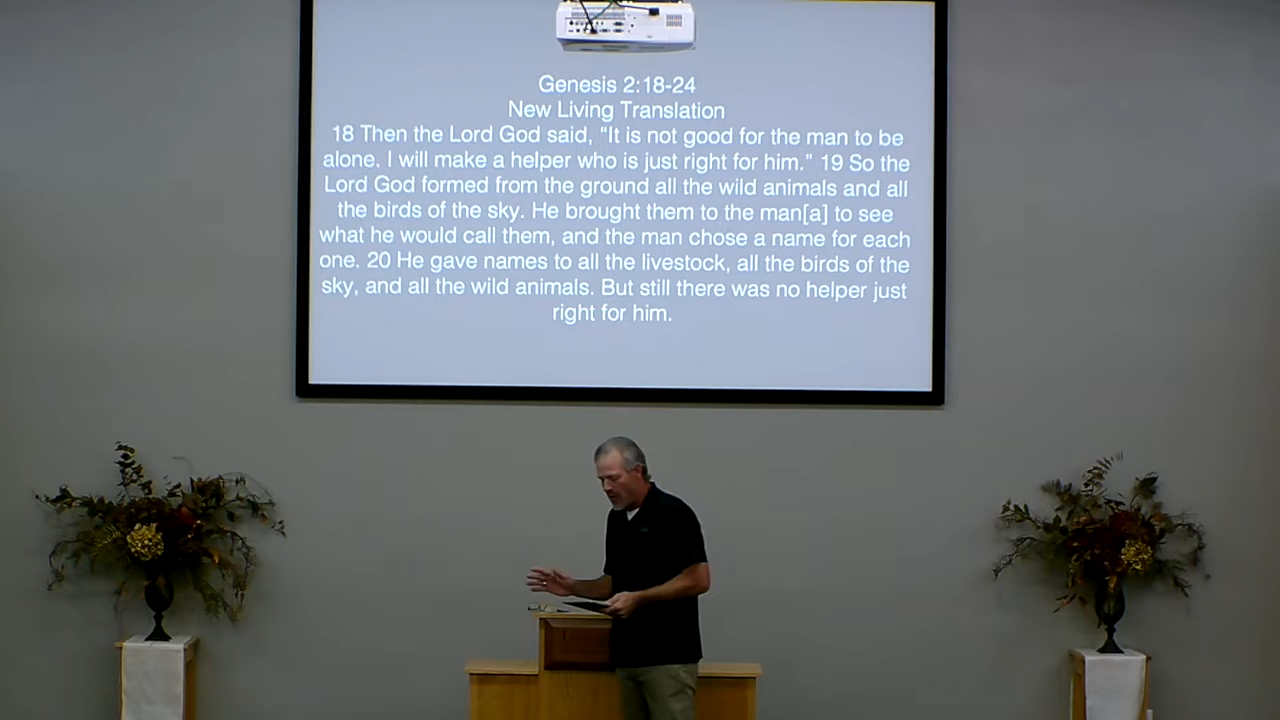 Genesis 2:18-24
New Living Translation
18 Then the Lord God said, "It is not good for the man to be
alone. I will make a helper who is just right for him." 19 So the
Lord God formed from the ground all the wild animals and all
the birds of the sky. He brought them to the man[a] to see
what he would call them, and the man chose a name for each
one. 20 He gave names to all the livestock, all the birds of the
sky, and all the wild animals. But still there was no helper just
right for him.